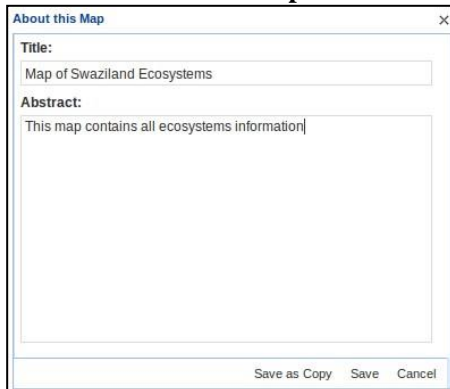 About this Map
Title:
Map of Swaziland Ecosystems
Abstract:
This map contains all ecosystems information
Save as Copy Save Cancel